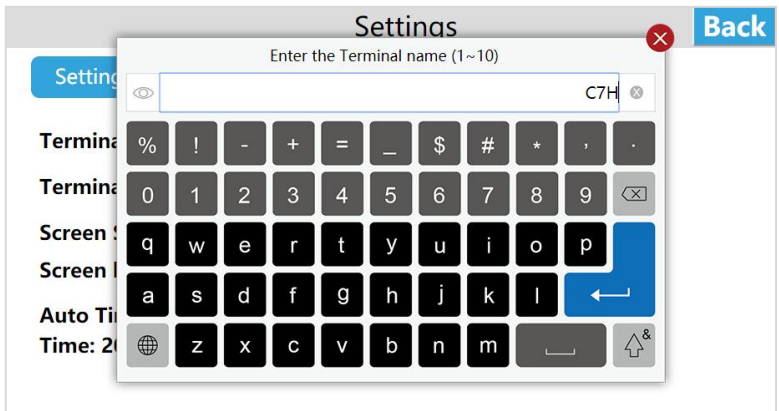 Settings
Back
Enter the Terminal name (1~10)
Setting
C7H
Termina
% ! - + = _ $ # * , .
Termina
0 1 2 3 4 5 6 7 8 9
Screen
q w e r t y u i o p
Screen
a s d f g h j k l
Auto Ti
Time: 2
z x c v b n m
&